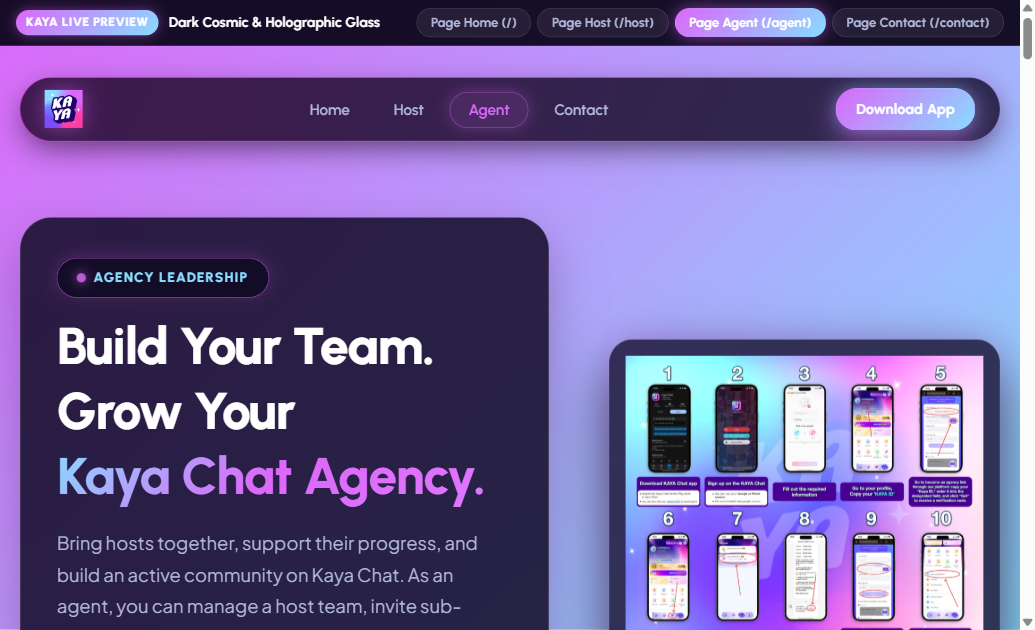 KAYA LIVE PREVIEW
Dark Cosmic & Holographic Glass
Page Home (/)
Page Host (/host)
Page Agent (/agent)
Page Contact (/contact)
KA
YA
Home
Host
Agent
Contact
Download App
AGENCY LEADERSHIP
Build Your Team.
Grow Your
Kaya Chat Agency.
Bring hosts together, support their progress, and
build an active community on Kaya Chat. As an
agent, you can manage a host team, invite sub-
1 2 3 4 5
Download KAYA Chat app
Sign up on the KAYA Chat
Fill out the required
information
Go to your profile,
Copy your 'KAYA ID'
6 7 8 9 10